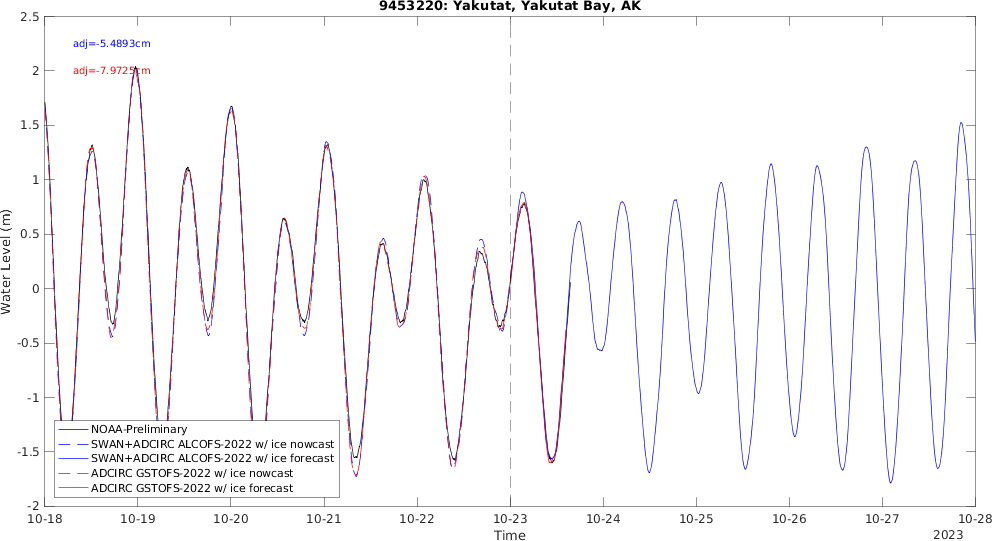 9453220: Yakutat, Yakutat Bay, AK
adj=-5.4893cm
adj=-7.9725cm
Water Level (m)
2.5
2
1.5
1
0.5
0
-0.5
-1
-1.5
-2
NOAA-Preliminary
SWAN+ADCIRC ALCOFS-2022 w/ ice nowcast
SWAN+ADCIRC ALCOFS-2022 w/ ice forecast
ADCIRC GSTOFS-2022 w/ ice nowcast
ADCIRC GSTOFS-2022 w/ ice forecast
10-18 10-19 10-20 10-21 10-22 10-23 10-24 10-25 10-26 10-27 10-28
Time
2023